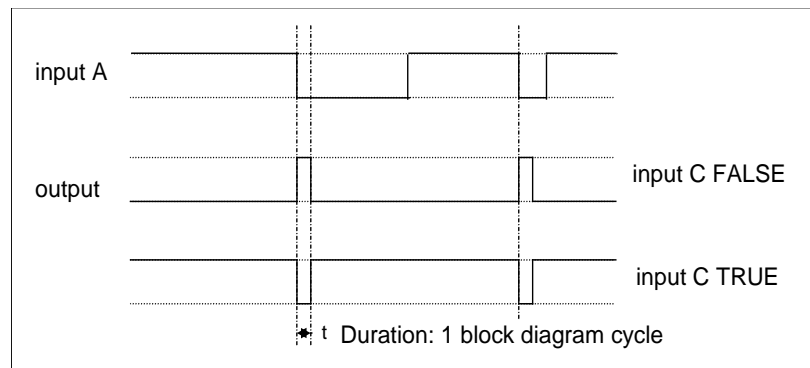 input A
output
input C FALSE
input C TRUE
t Duration: 1 block diagram cycle